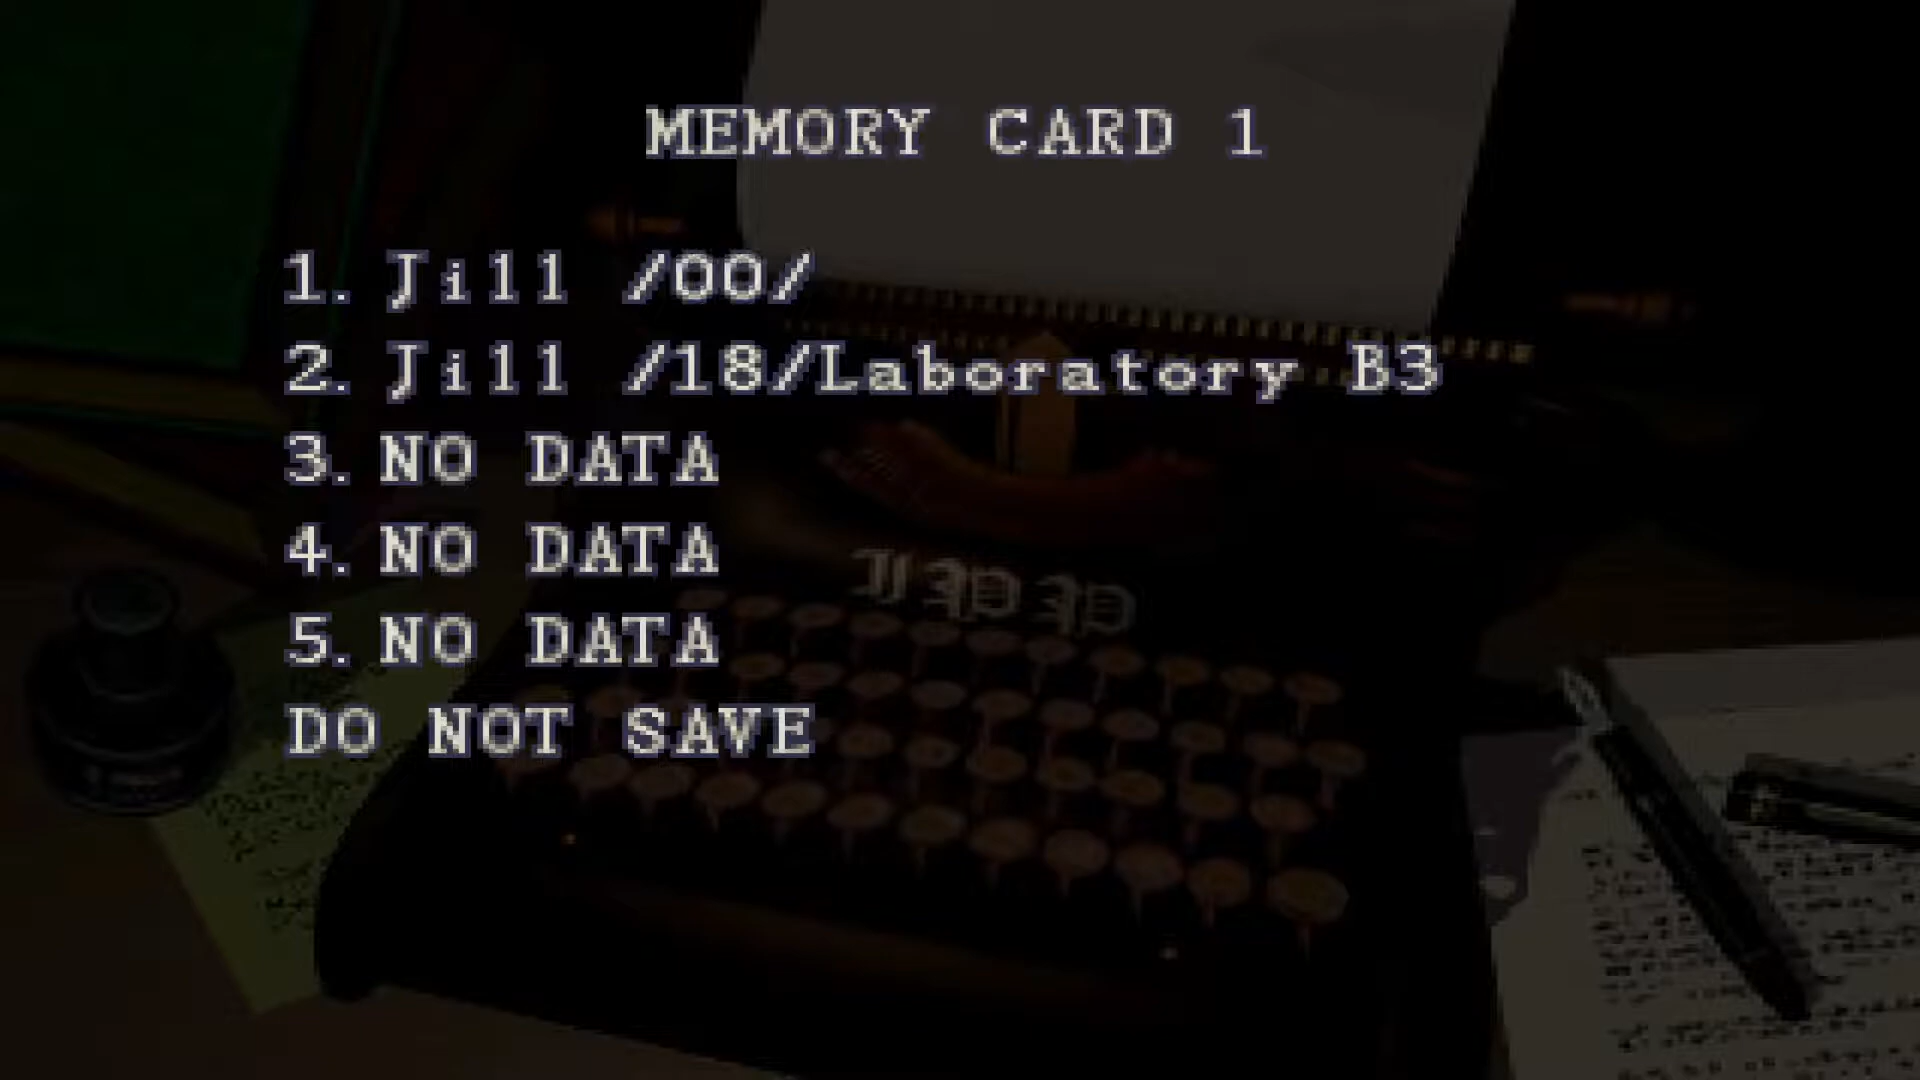 MEMORY CARD 1
1. Jill /00/
2. Jill /18/Laboratory B3
3. NO DATA
4. NO DATA
5. NO DATA
DO NOT SAVE